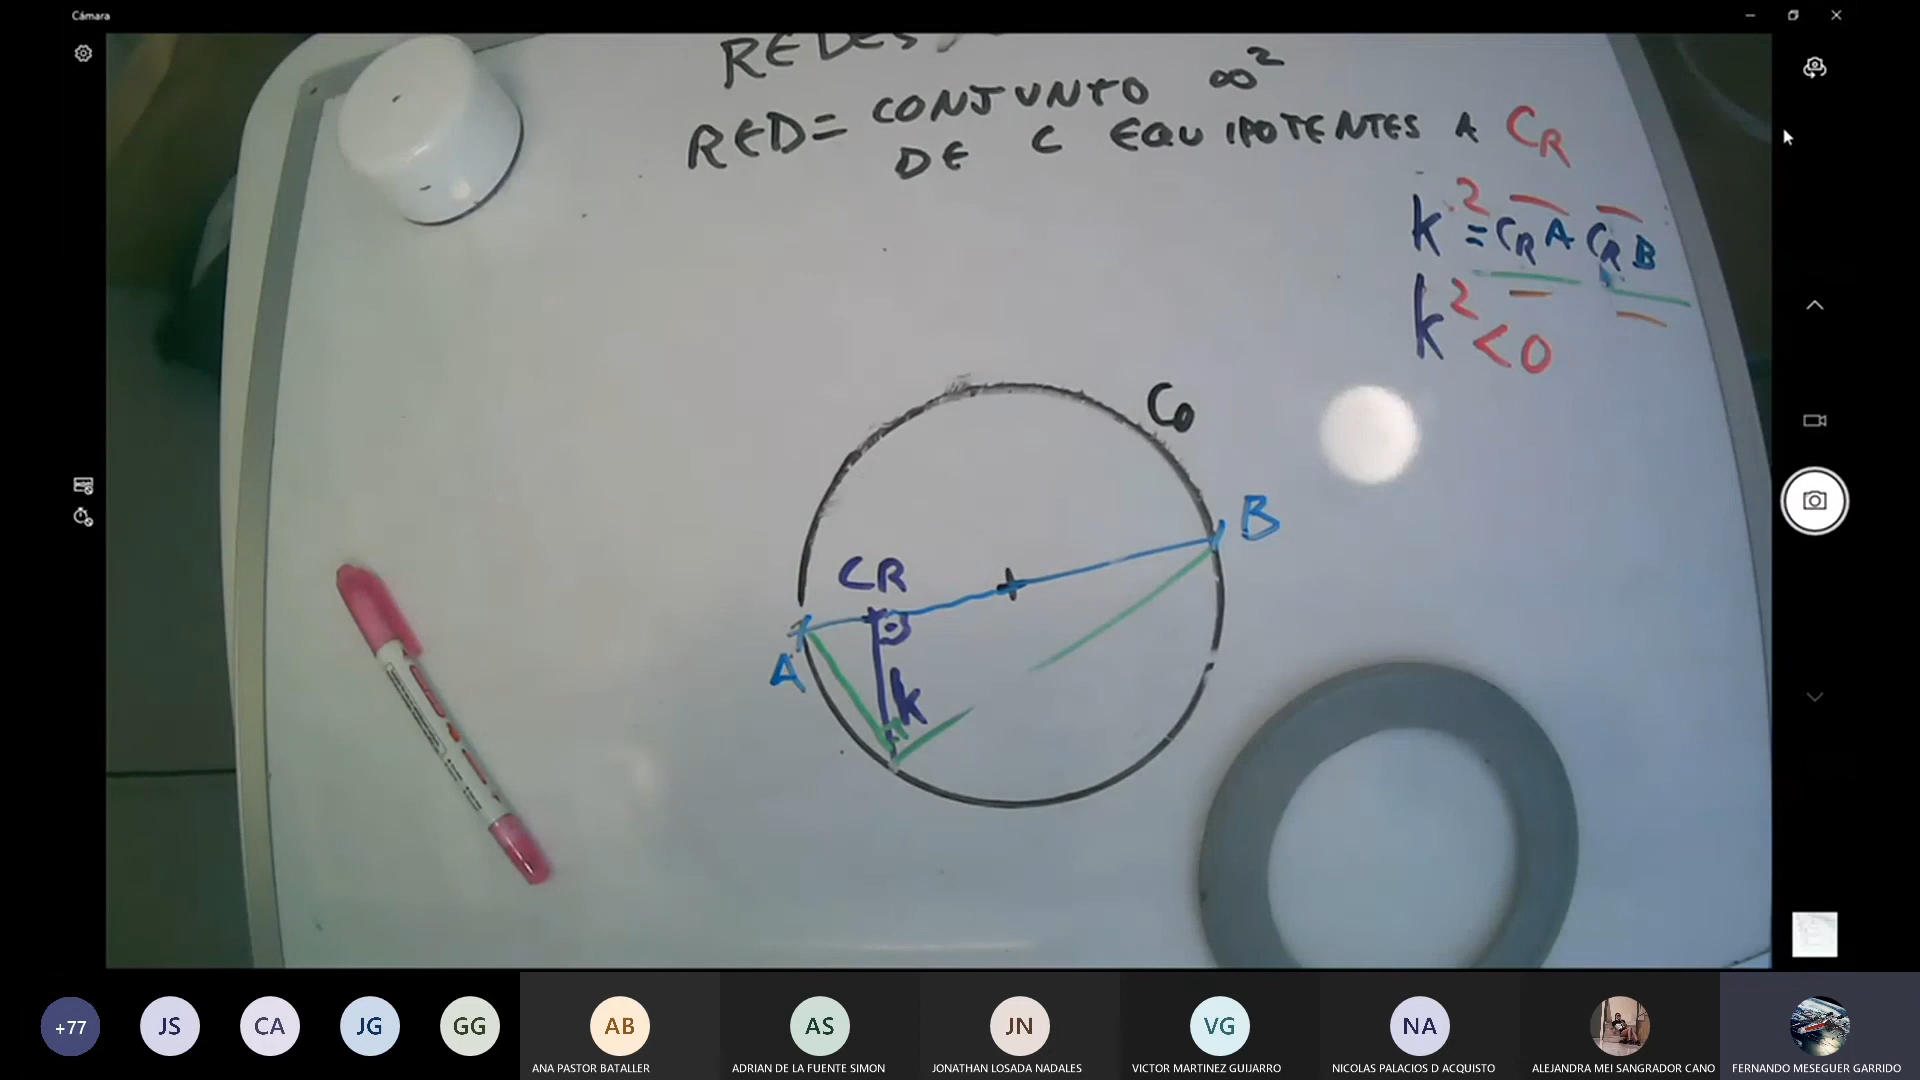 Cámara
REDES
RED = CONJUNTO ∞²
DE C EQUIPOTENTES A CR
k² = CRA CRB
k² < 0
C0
B
CR
A
k
+77
JS
CA
JG
GG
AB
AS
JN
VG
NA
ANA PASTOR BATALLER
ADRIAN DE LA FUENTE SIMON
JONATHAN LOSADA NADALES
VICTOR MARTINEZ GUIJARRO
NICOLAS PALACIOS D ACQUISTO
ALEJANDRA MEI SANGRADOR CANO
FERNANDO MESEGUER GARRIDO